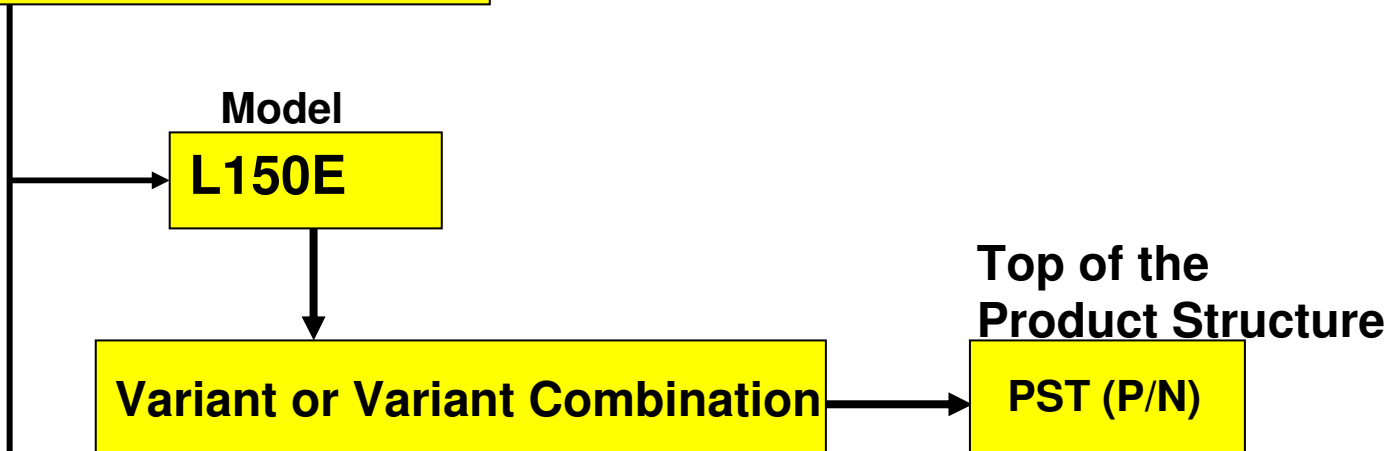 Model
L150E
Top of the
Product Structure
Variant or Variant Combination
PST (P/N)